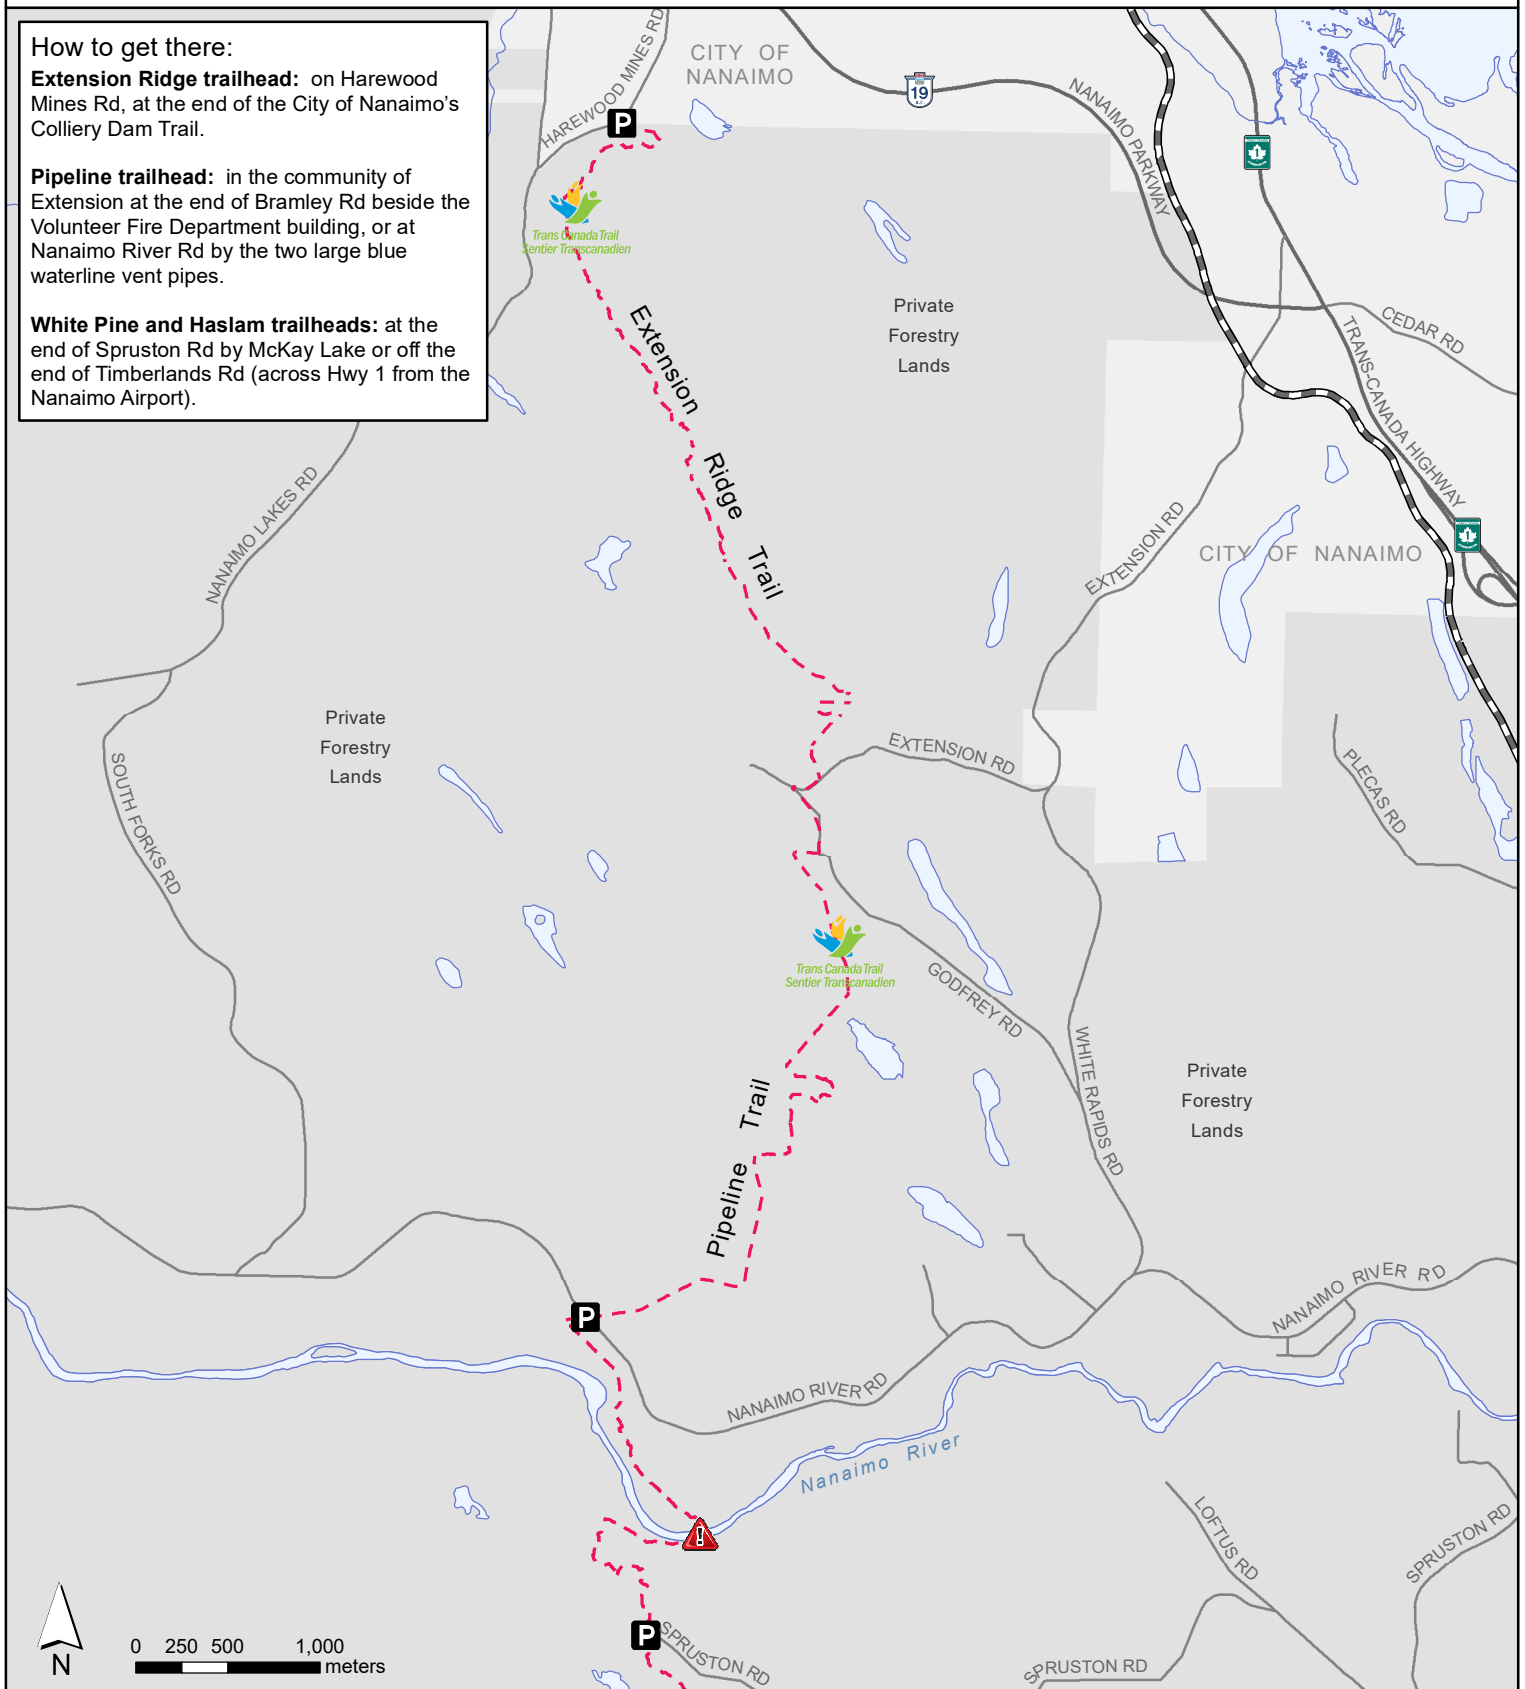 How to get there:
Extension Ridge trailhead: on Harewood
Mines Rd, at the end of the City of Nanaimo's
Colliery Dam Trail.
Pipeline trailhead: in the community of
Extension at the end of Bramley Rd beside the
Volunteer Fire Department building, or at
Nanaimo River Rd by the two large blue
waterline vent pipes.
White Pine and Haslam trailheads: at the
end of Spruston Rd by McKay Lake or off the
end of Timberlands Rd (across Hwy 1 from the
Nanaimo Airport).
HAREWOOD MINES RD
CITY OF
NANAIMO
19
B.C.
NANAIMO PARKWAY
1
P
Trans Canada Trail
Sentier Transcanadien
Private
Forestry
Lands
CEDAR RD
TRANS-CANADA HIGHWAY
Extension Ridge Trail
NANAIMO LAKES RD
EXTENSION RD
CITY OF NANAIMO
1
Private
Forestry
Lands
EXTENSION RD
PLECAS RD
SOUTH FORKS RD
Trans Canada Trail
Sentier Transcanadien
GODFREY RD
WHITE RAPIDS RD
Private
Forestry
Lands
Pipeline Trail
NANAIMO RIVER RD
P
NANAIMO RIVER RD
Nanaimo River
!
LOFTUS RD
SPRUSTON RD
P
SPRUSTON RD
SPRUSTON RD
N
0 250 500 1,000
meters